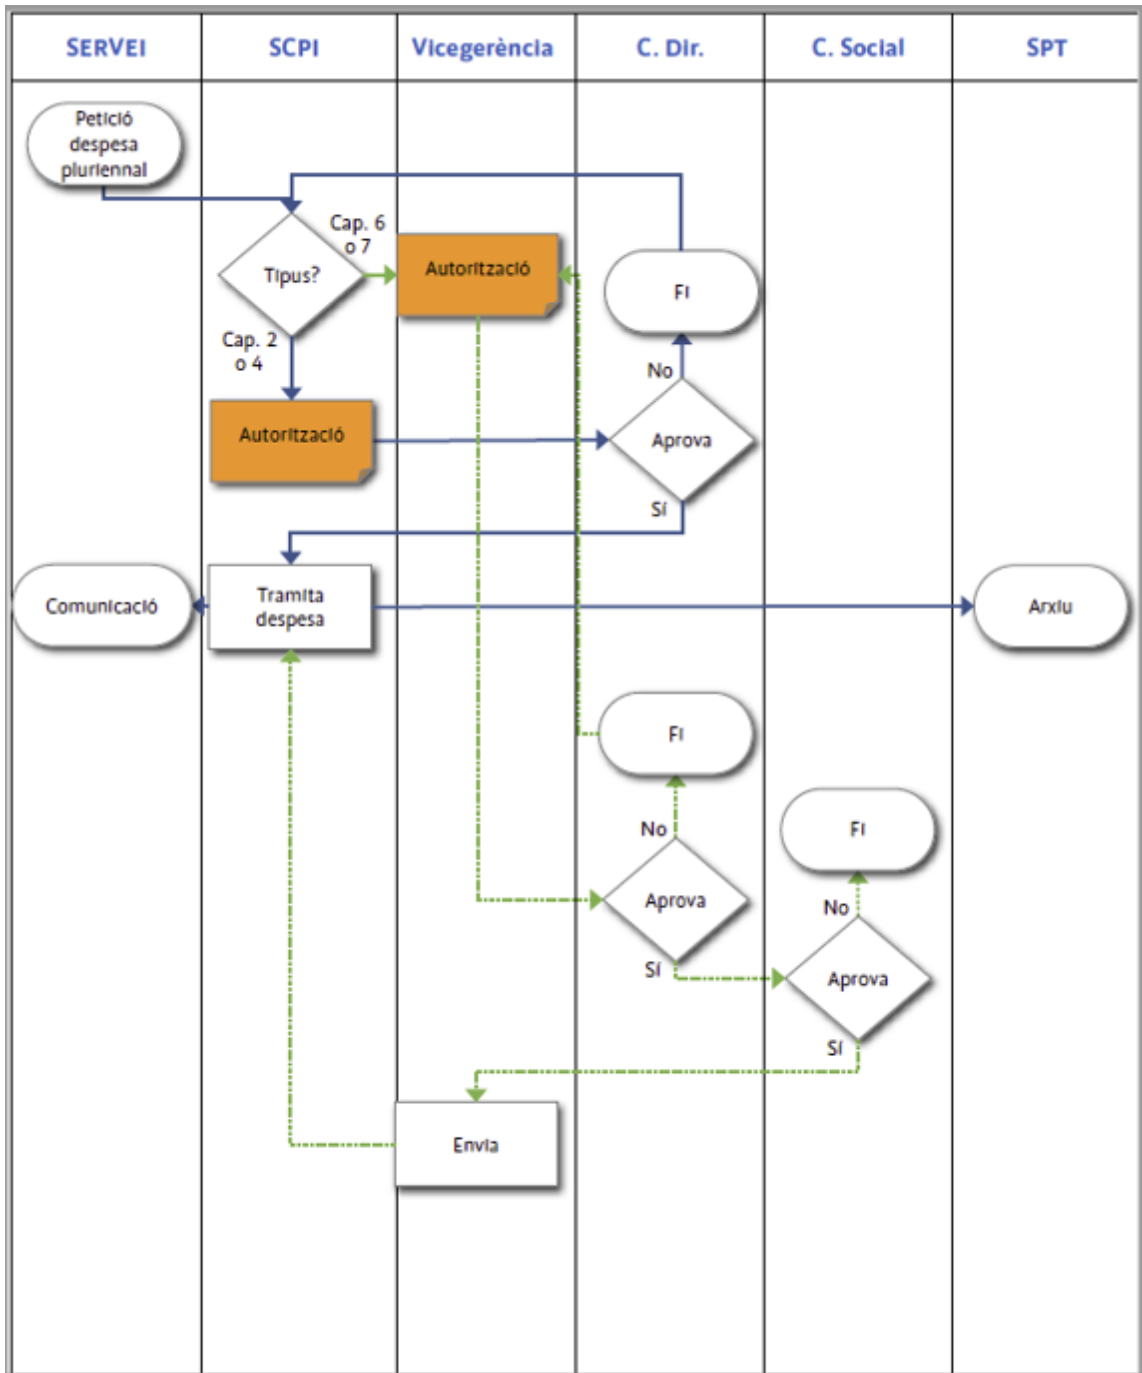 SERVEI
SCPI
Vicegerència
C. Dir.
C. Social
SPT
Petició
despesa
pluriennal
Cap. 6
o 7
Tipus?
Autorització
Fi
Cap. 2
o 4
No
Autorització
Aprova
Sí
Comunicació
Tramita
despesa
Arxiu
Fi
No
Fi
Aprova
No
Sí
Aprova
Sí
Envia